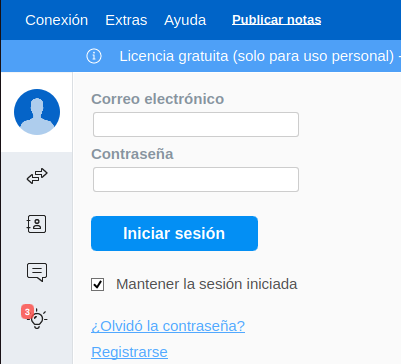 Conexión Extras Ayuda Publicar notas
Licencia gratuita (solo para uso personal) -
Correo electrónico
Contraseña
Iniciar sesión
Mantener la sesión iniciada
3
¿Olvidó la contraseña?
Registrarse